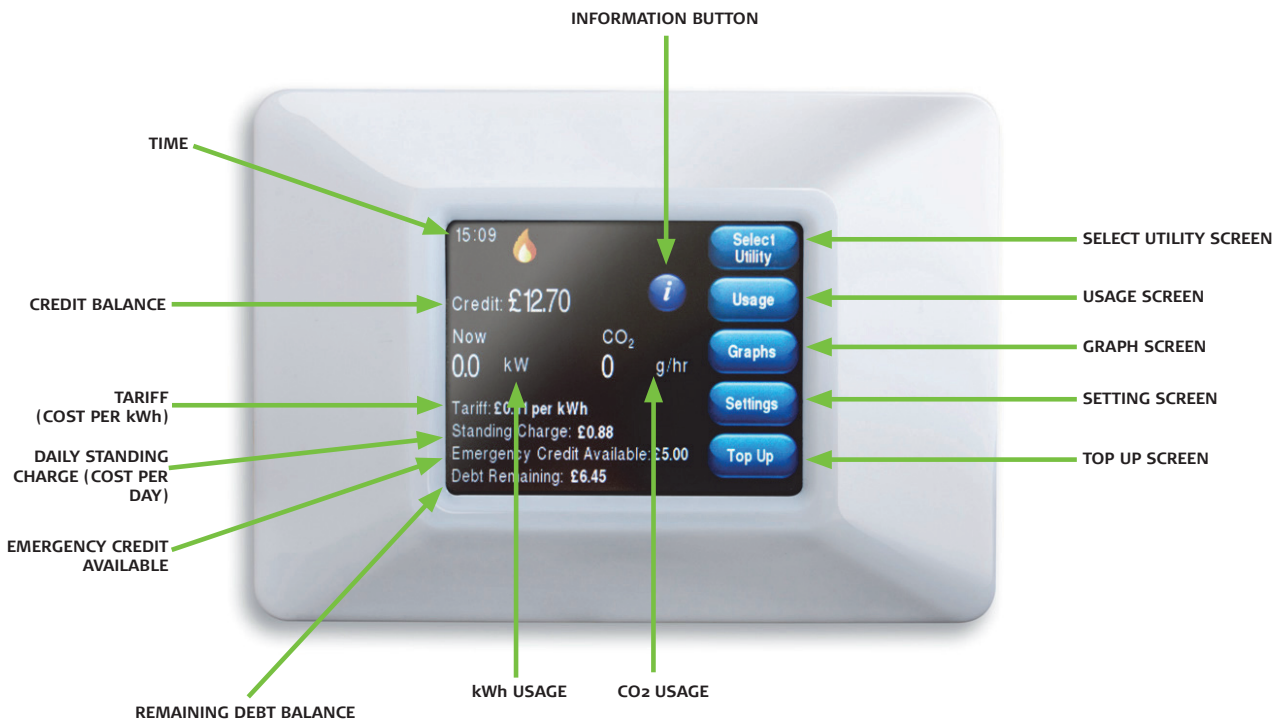 INFORMATION BUTTON
TIME
CREDIT BALANCE
TARIFF
(COST PER kWh)
DAILY STANDING
CHARGE (COST PER
DAY)
EMERGENCY CREDIT
AVAILABLE
REMAINING DEBT BALANCE
15:09
Credit: £12.70
i
Now
CO₂
0.0 kW
0 g/hr
Tariff: per kWh
Standing Charge: £0.88
Emergency Credit Available: £5.00
Debt Remaining: £6.45
Select
Utility
Usage
Graphs
Settings
Top Up
SELECT UTILITY SCREEN
USAGE SCREEN
GRAPH SCREEN
SETTING SCREEN
TOP UP SCREEN
kWh USAGE
CO2 USAGE